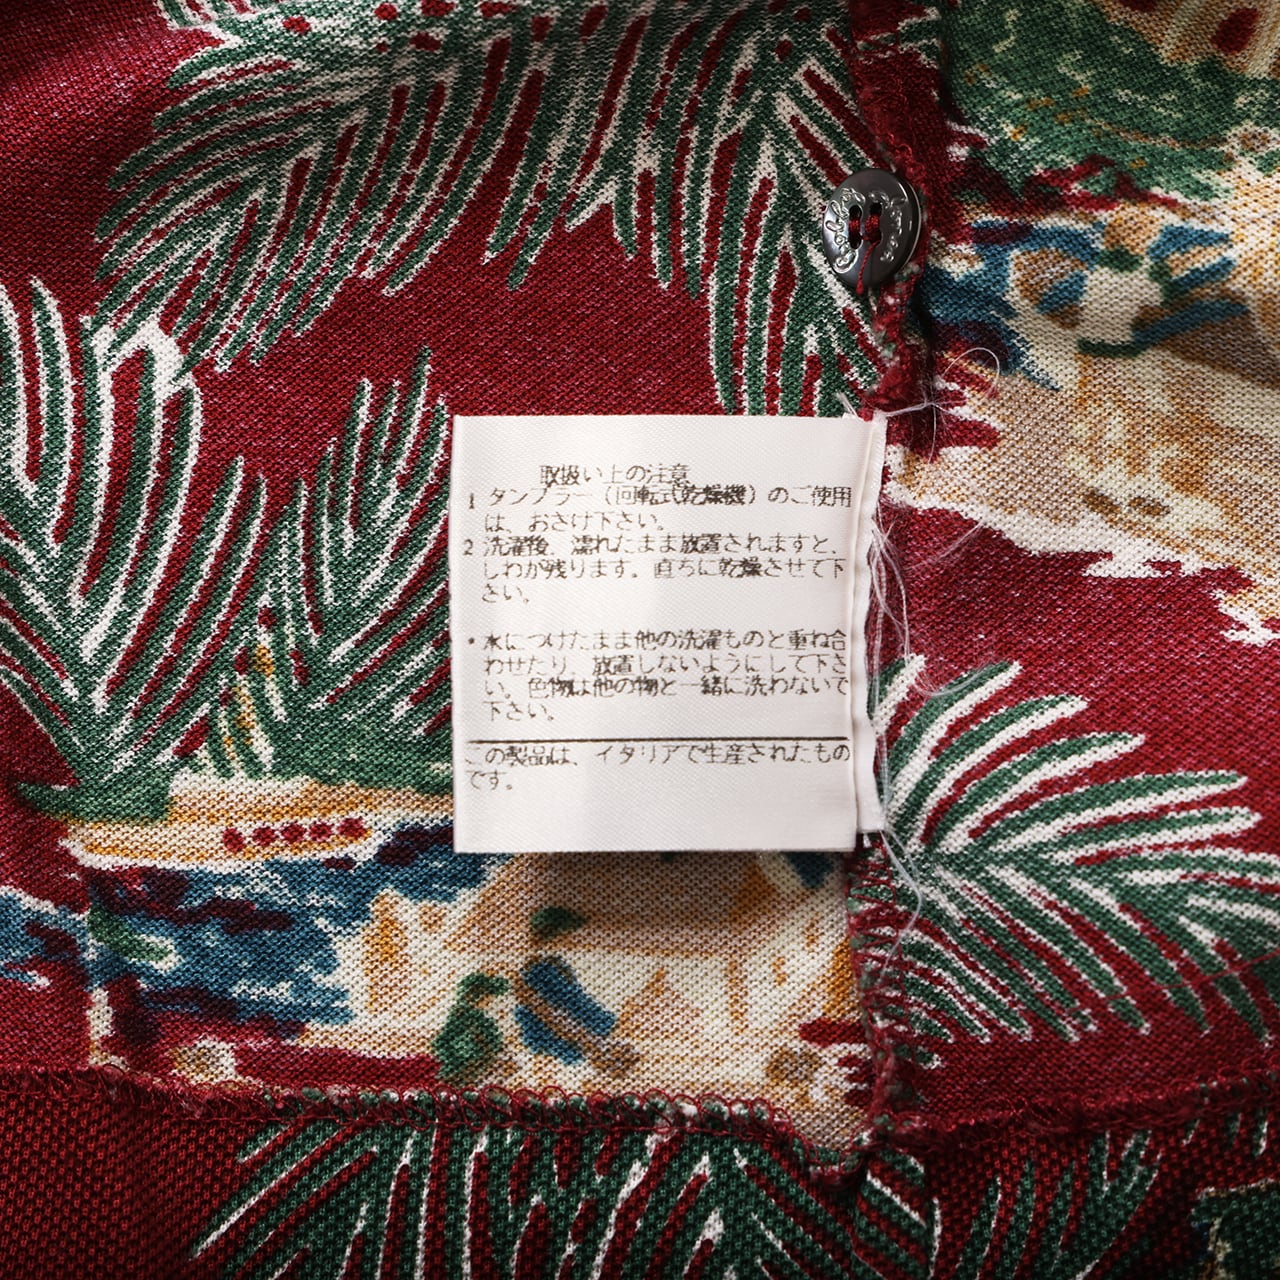 取扱い上の注意
1 タンブラー（回転式乾燥機）のご使用
は、おさけ下さい。
2 洗濯後、濡れたまま放置されますと、
しわが残ります。直ちに乾燥させて下
さい。
・水につけたまま他の洗濯ものと重ね合
わせたり、放置しないようにして下さ
い。色物は他の物と一緒に洗わないで
下さい。
この製品は、イタリアで生産されたもの
です。